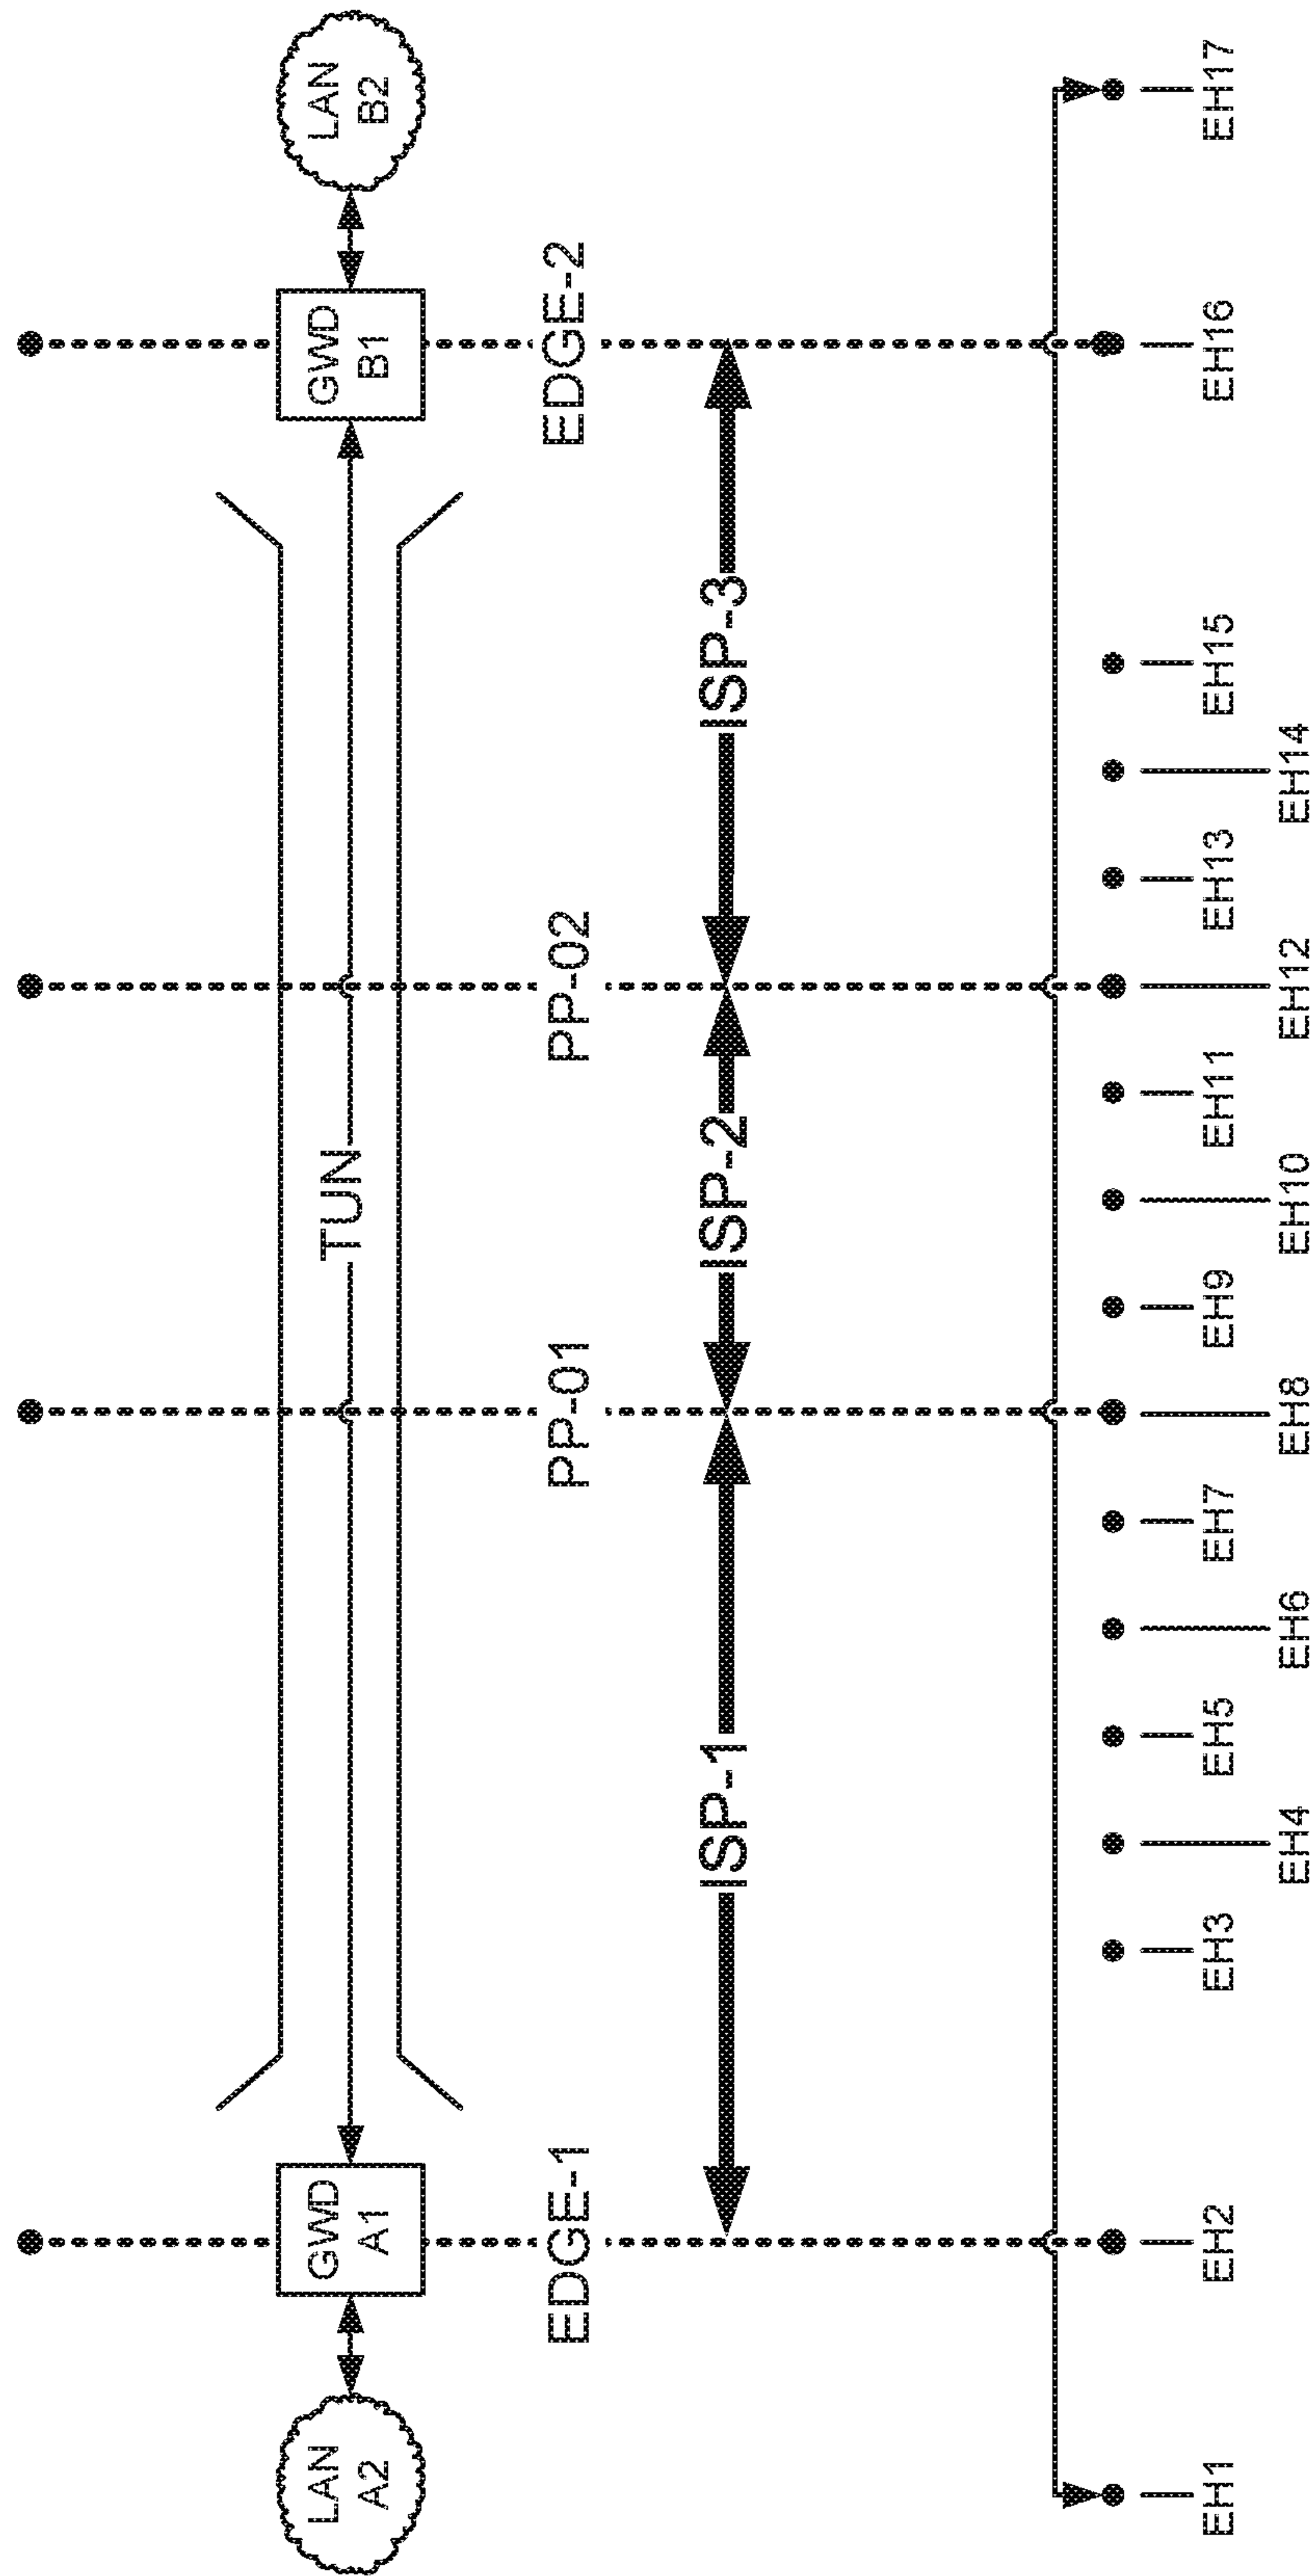 LAN
A2
GWD
A1
TUN
GWD
B1
LAN
B2
EDGE-1
PP-01
PP-02
EDGE-2
ISP-1
ISP-2
ISP-3
EH1
EH2
EH3
EH4
EH5
EH6
EH7
EH8
EH9
EH10
EH11
EH12
EH13
EH14
EH15
EH16
EH17